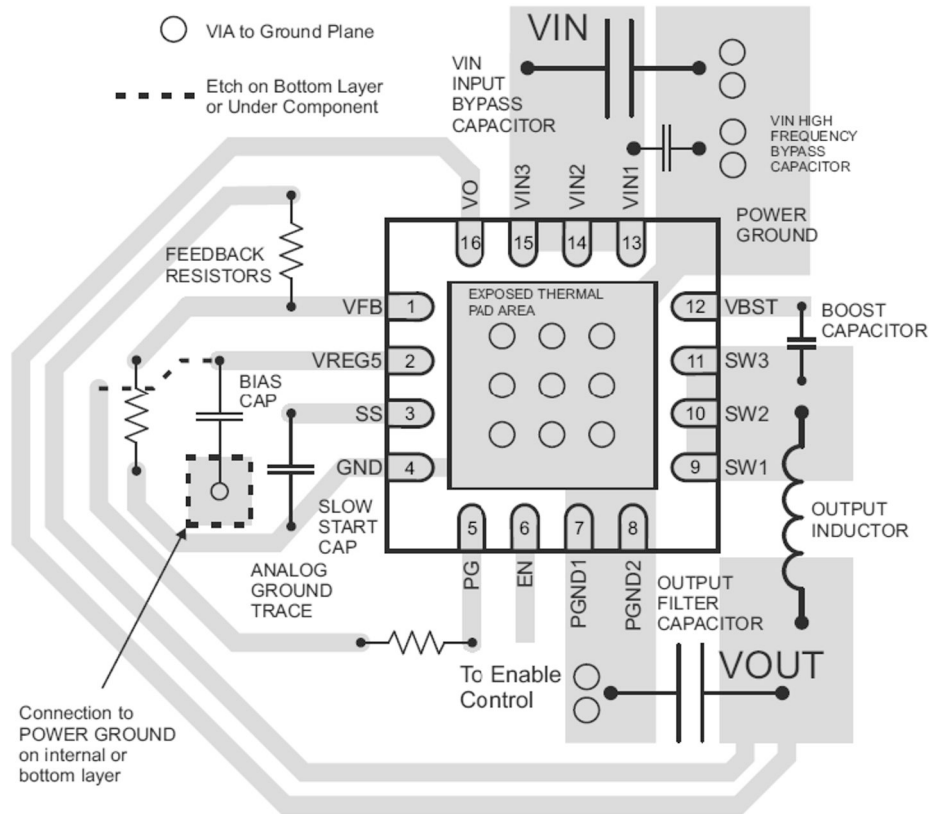 VIA to Ground Plane
Etch on Bottom Layer
or Under Component
VIN
VIN
INPUT
BYPASS
CAPACITOR
VIN HIGH
FREQUENCY
BYPASS
CAPACITOR
VO
VIN3
VIN2
VIN1
POWER
GROUND
16
15
14
13
FEEDBACK
RESISTORS
EXPOSED THERMAL
PAD AREA
VFB
1
12
VBST
BOOST
CAPACITOR
VREG5
2
11
SW3
BIAS
CAP
SS
3
10
SW2
GND
4
9
SW1
SLOW
START
CAP
OUTPUT
INDUCTOR
5
6
7
8
ANALOG
GROUND
TRACE
PG
EN
PGND1
PGND2
OUTPUT
FILTER
CAPACITOR
VOUT
To Enable
Control
Connection to
POWER GROUND
on internal or
bottom layer